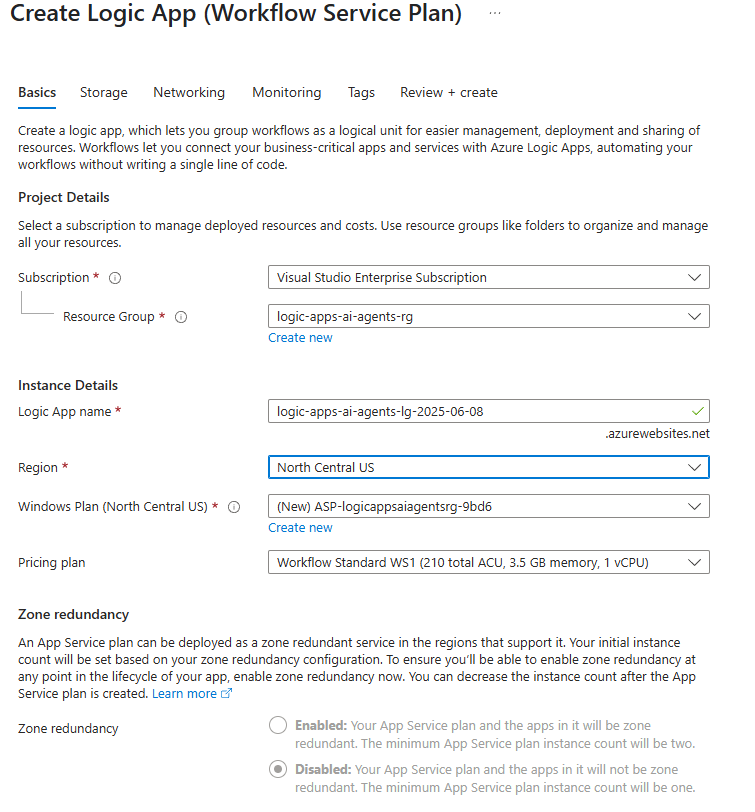 Create Logic App (Workflow Service Plan) ...
Basics Storage Networking Monitoring Tags Review + create
Create a logic app, which lets you group workflows as a logical unit for easier management, deployment and sharing of
resources. Workflows let you connect your business-critical apps and services with Azure Logic Apps, automating your
workflows without writing a single line of code.
Project Details
Select a subscription to manage deployed resources and costs. Use resource groups like folders to organize and manage
all your resources.
Subscription * Visual Studio Enterprise Subscription
Resource Group * logic-apps-ai-agents-rg
Create new
Instance Details
Logic App name * logic-apps-ai-agents-lg-2025-06-08
.azurewebsites.net
Region * North Central US
Windows Plan (North Central US) * (New) ASP-logicappsaiagentsrg-9bd6
Create new
Pricing plan Workflow Standard WS1 (210 total ACU, 3.5 GB memory, 1 vCPU)
Zone redundancy
An App Service plan can be deployed as a zone redundant service in the regions that support it. Your initial instance
count will be set based on your zone redundancy configuration. To ensure you'll be able to enable zone redundancy at
any point in the lifecycle of your app, enable zone redundancy now. You can decrease the instance count after the App
Service plan is created. Learn more
Zone redundancy Enabled: Your App Service plan and the apps in it will be zone
redundant. The minimum App Service plan instance count will be two.
Disabled: Your App Service Plan and the apps in it will not be zone
redundant. The minimum App Service plan instance count will be one.